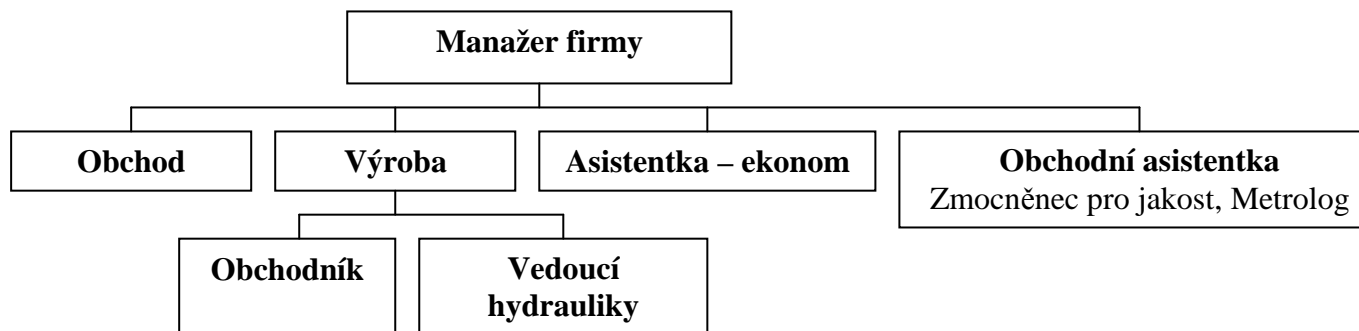 Manažer firmy
Obchod
Výroba
Asistentka – ekonom
Obchodní asistentka
Zmocněnec pro jakost, Metrolog
Obchodník
Vedoucí
hydrauliky